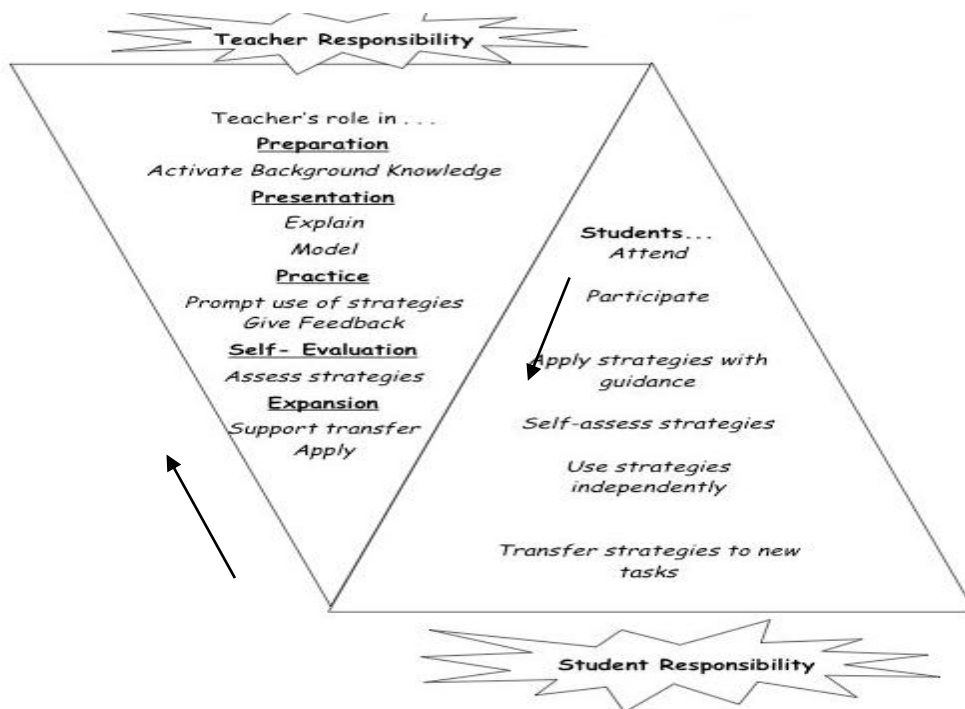 Teacher Responsibility
Teacher's role in . . .
Preparation
Activate Background Knowledge
Presentation
Explain
Model
Practice
Prompt use of strategies
Give Feedback
Self- Evaluation
Assess strategies
Expansion
Support transfer
Apply
Students...
Attend
Participate
Apply strategies with
guidance
Self-assess strategies
Use strategies
independently
Transfer strategies to new
tasks
Student Responsibility